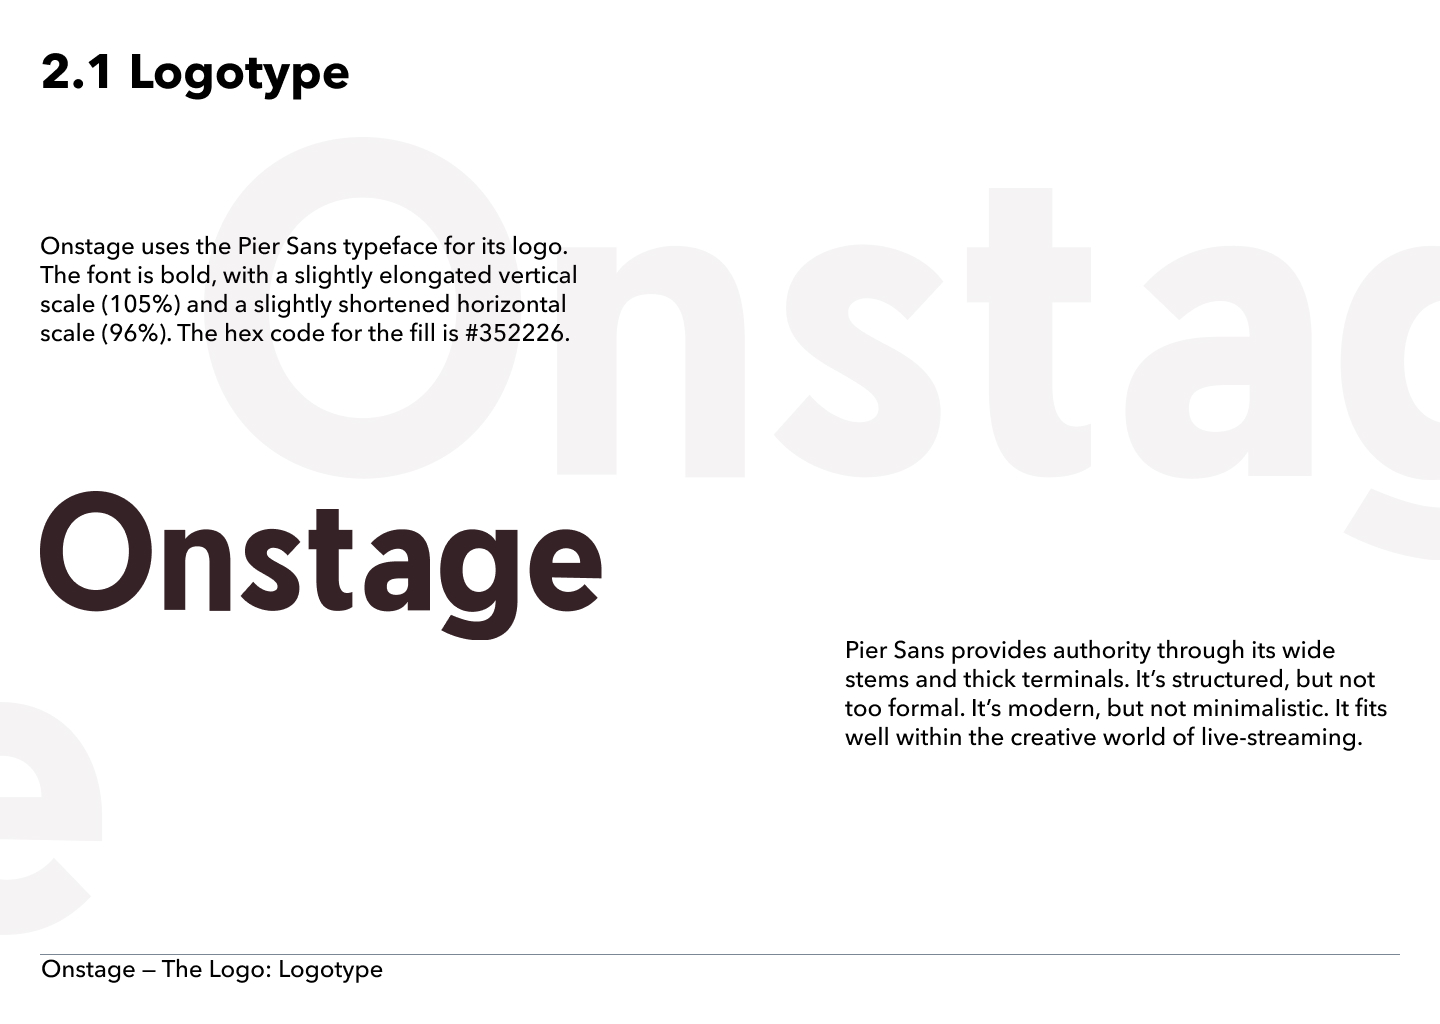 2.1 Logotype
Onstag
Onstage uses the Pier Sans typeface for its logo.
The font is bold, with a slightly elongated vertical
scale (105%) and a slightly shortened horizontal
scale (96%). The hex code for the fill is #352226.
Onstage
Pier Sans provides authority through its wide
stems and thick terminals. It’s structured, but not
too formal. It’s modern, but not minimalistic. It fits
well within the creative world of live-streaming.
e
Onstage – The Logo: Logotype